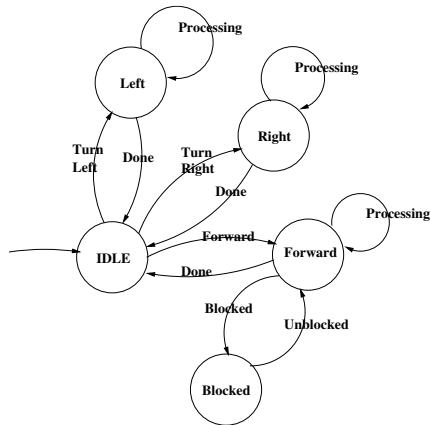 Processing
Left
Processing
Turn
Left
Done
Turn
Right
Right
Done
Processing
Forward
IDLE
Forward
Done
Blocked
Unblocked
Blocked